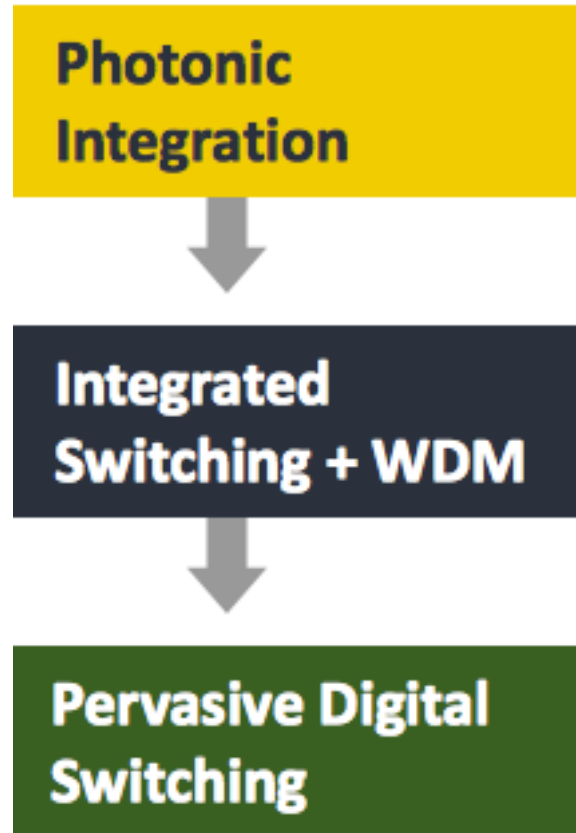 Photonic
Integration
Integrated
Switching + WDM
Pervasive Digital
Switching